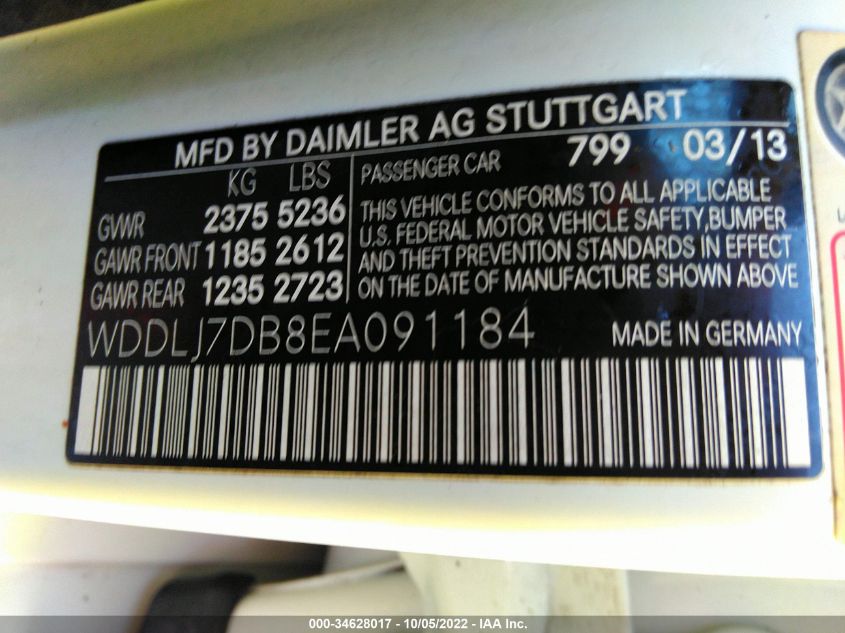 MFD BY DAIMLER AG STUTTGART
799 03/13
KG LBS
GVWR 2375 5236
GAWR FRONT 1185 2612
GAWR REAR 1235 2723
PASSENGER CAR
THIS VEHICLE CONFORMS TO ALL APPLICABLE
U.S. FEDERAL MOTOR VEHICLE SAFETY, BUMPER
AND THEFT PREVENTION STANDARDS IN EFFECT
ON THE DATE OF MANUFACTURE SHOWN ABOVE
WDDLJ7DB8EA091184
MADE IN GERMANY
000-34628017 - 10/05/2022 - IAA Inc.